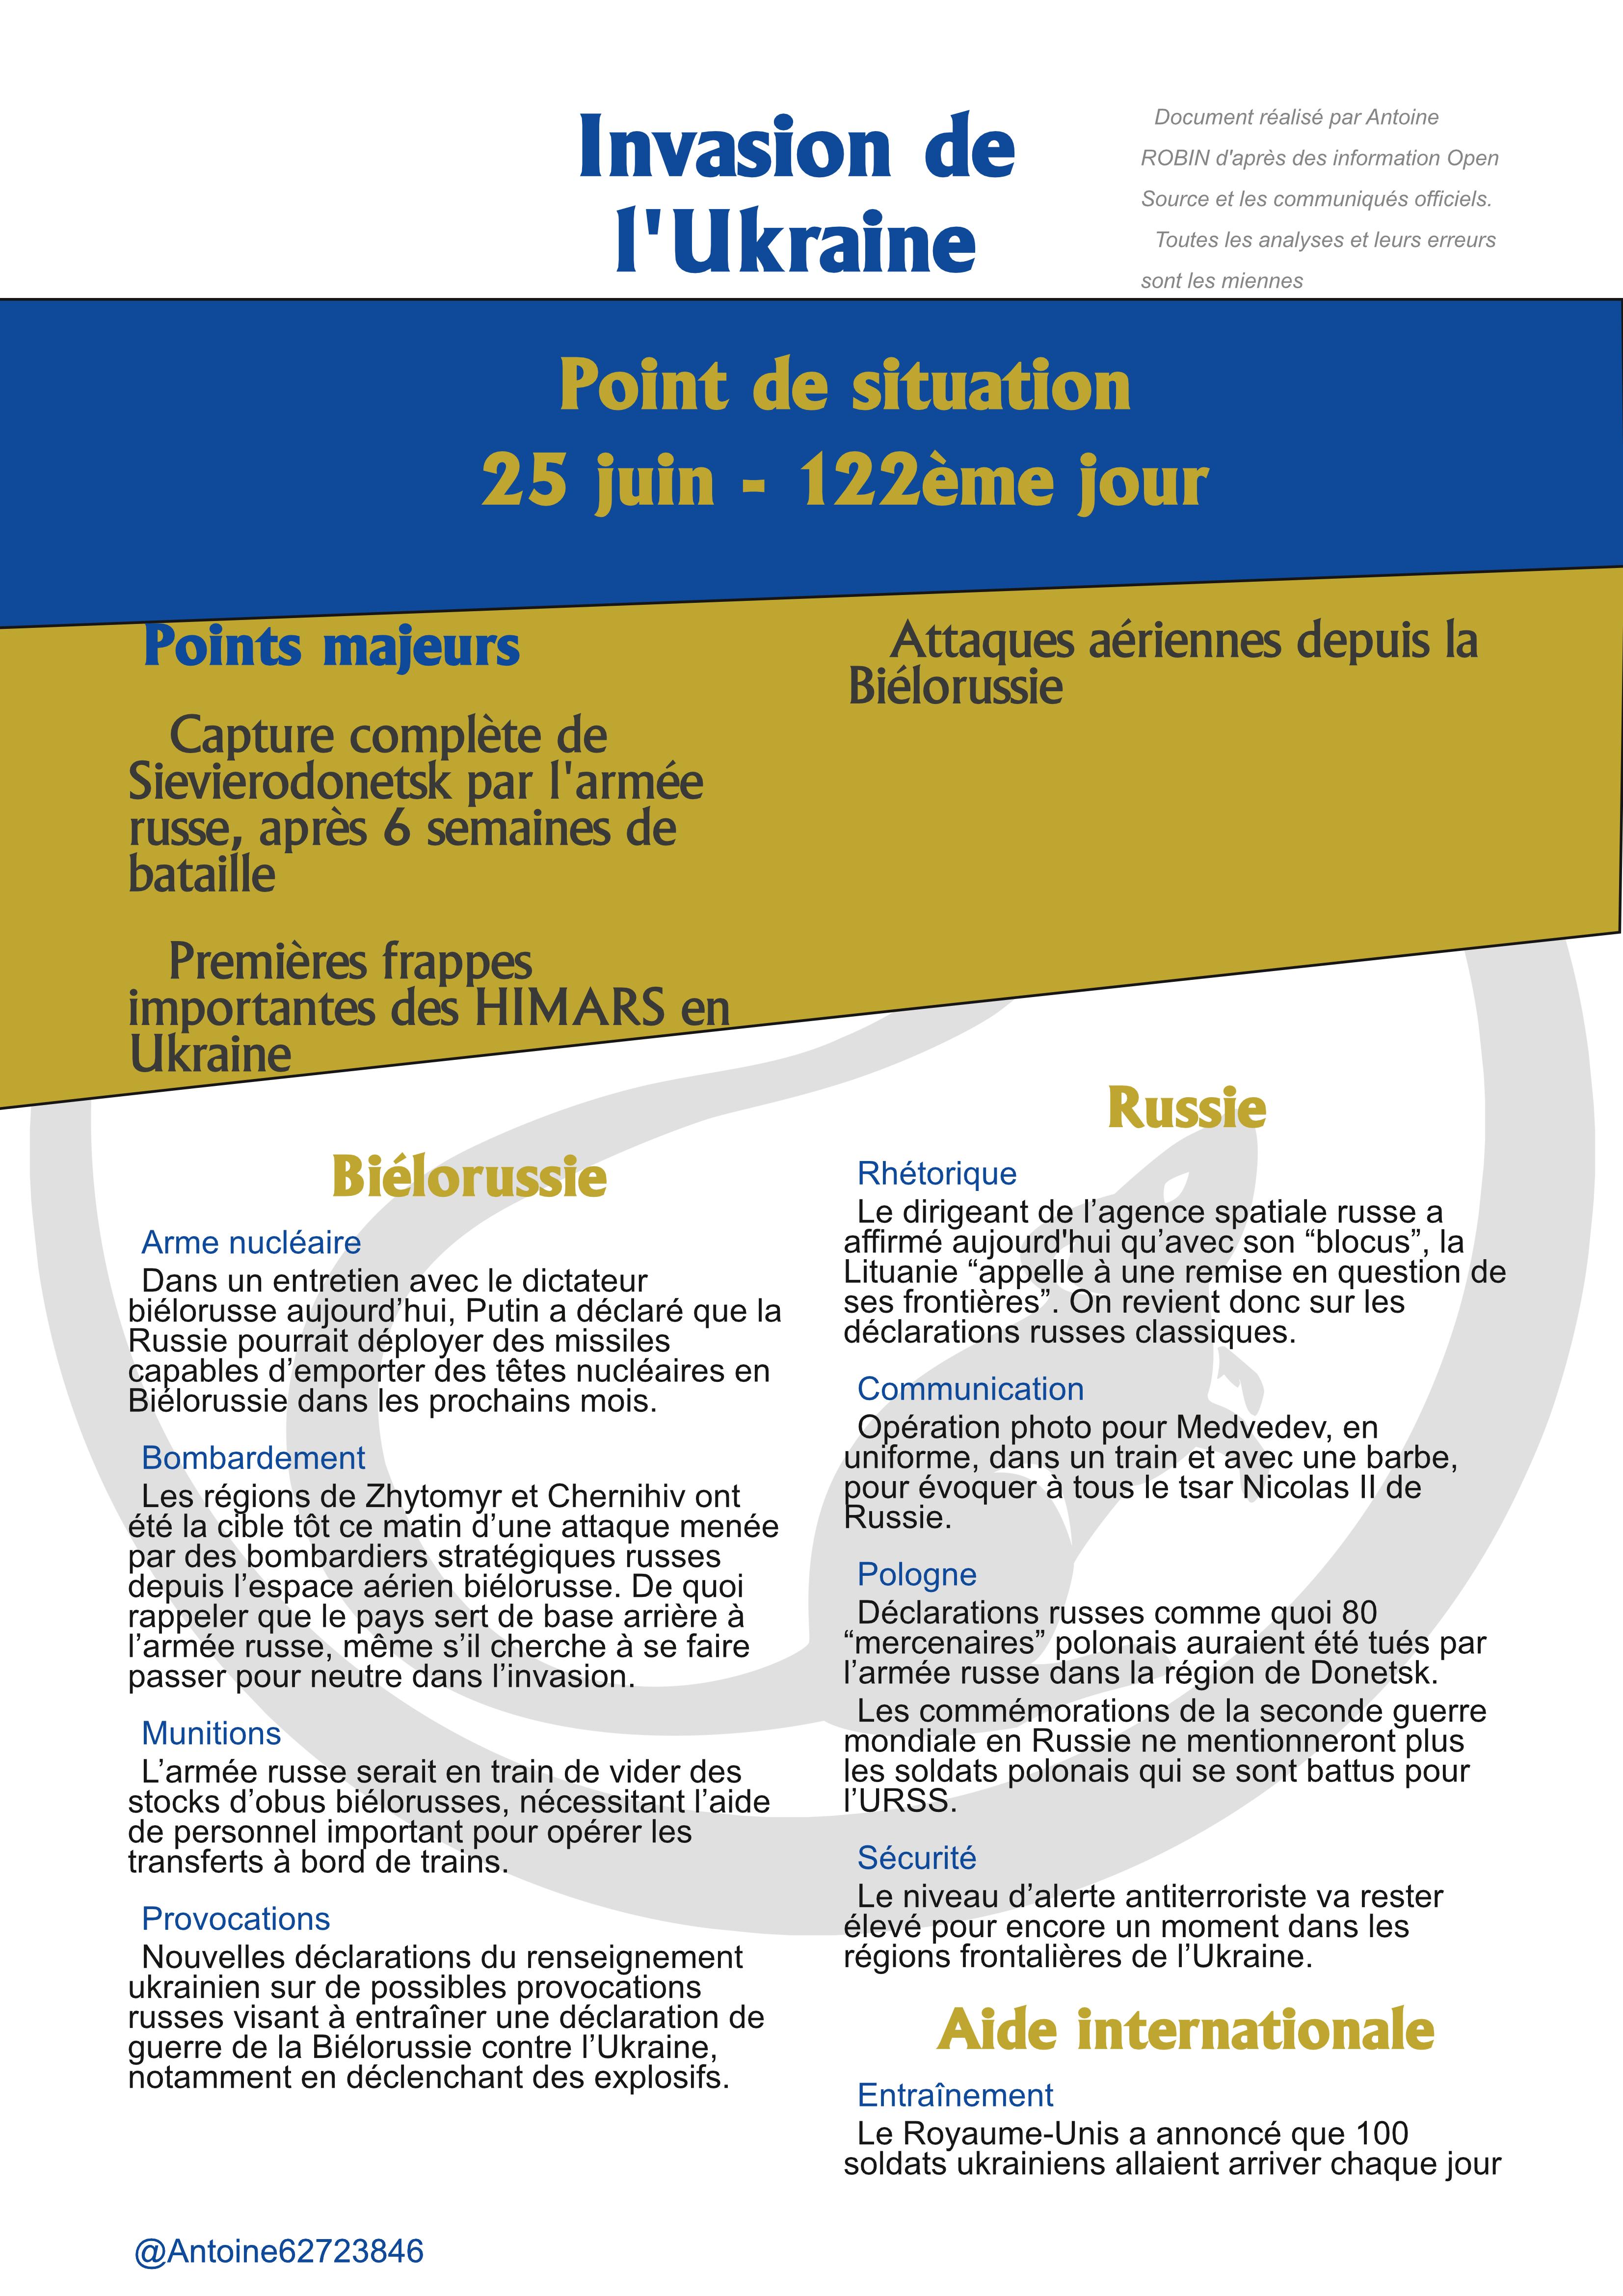 Invasion de
l'Ukraine
Document réalisé par Antoine
ROBIN d'après des information Open
Source et les communiqués officiels.
Toutes les analyses et leurs erreurs
sont les miennes
Point de situation
25 juin - 122ème jour
Points majeurs
Capture complète de
Sievierodonetsk par l'armée
russe, après 6 semaines de
bataille
Premières frappes
importantes des HIMARS en
Ukraine
Attaques aériennes depuis la
Biélorussie
Biélorussie
Arme nucléaire
Dans un entretien avec le dictateur
biélorusse aujourd’hui, Putin a déclaré que la
Russie pourrait déployer des missiles
capables d’emporter des têtes nucléaires en
Biélorussie dans les prochains mois.
Bombardement
Les régions de Zhytomyr et Chernihiv ont
été la cible tôt ce matin d’une attaque menée
par des bombardiers stratégiques russes
depuis l’espace aérien biélorusse. De quoi
rappeler que le pays sert de base arrière à
l’armée russe, même s’il cherche à se faire
passer pour neutre dans l’invasion.
Munitions
L’armée russe serait en train de vider des
stocks d’obus biélorusses, nécessitant l’aide
de personnel important pour opérer les
transferts à bord de trains.
Provocations
Nouvelles déclarations du renseignement
ukrainien sur de possibles provocations
russes visant à entraîner une déclaration de
guerre de la Biélorussie contre l’Ukraine,
notamment en déclenchant des explosifs.
Russie
Rhétorique
Le dirigeant de l’agence spatiale russe a
affirmé aujourd'hui qu’avec son “blocus”, la
Lituanie “appelle à une remise en question de
ses frontières”. On revient donc sur les
déclarations russes classiques.
Communication
Opération photo pour Medvedev, en
uniforme, dans un train et avec une barbe,
pour évoquer à tous le tsar Nicolas II de
Russie.
Pologne
Déclarations russes comme quoi 80
“mercenaires” polonais auraient été tués par
l’armée russe dans la région de Donetsk.
Les commémorations de la seconde guerre
mondiale en Russie ne mentionneront plus
les soldats polonais qui se sont battus pour
l’URSS.
Sécurité
Le niveau d’alerte antiterroriste va rester
élevé pour encore un moment dans les
régions frontalières de l’Ukraine.
Aide internationale
Entraînement
Le Royaume-Unis a annoncé que 100
soldats ukrainiens allaient arriver chaque jour
@Antoine62723846